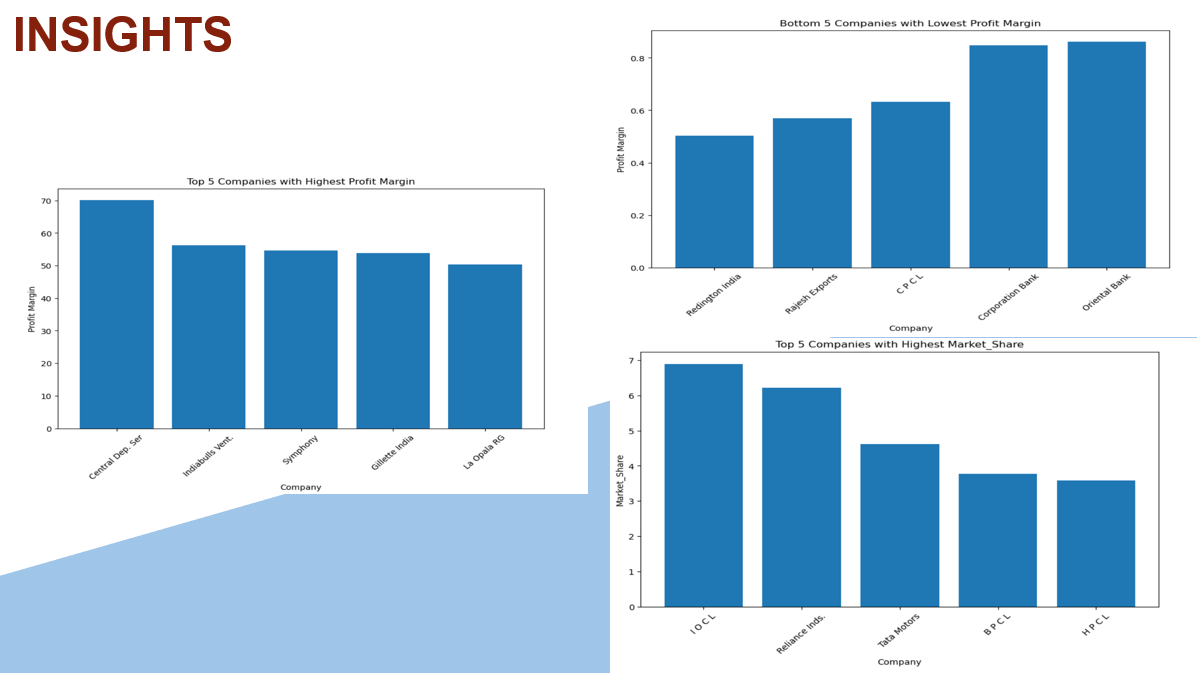 INSIGHTS
Top 5 Companies with Highest Profit Margin
Profit Margin
70
60
50
40
30
20
10
0
Central Dep. Ser
Indiabulls Vent.
Symphony
Gillette India
La Opala RG
Company
Bottom 5 Companies with Lowest Profit Margin
Profit Margin
0.8
0.6
0.4
0.2
0.0
Redington India
Rajesh Exports
C P C L
Corporation Bank
Oriental Bank
Company
Top 5 Companies with Highest Market_Share
Market_Share
7
6
5
4
3
2
1
0
I O C L
Reliance Inds.
Tata Motors
B P C L
H P C L
Company